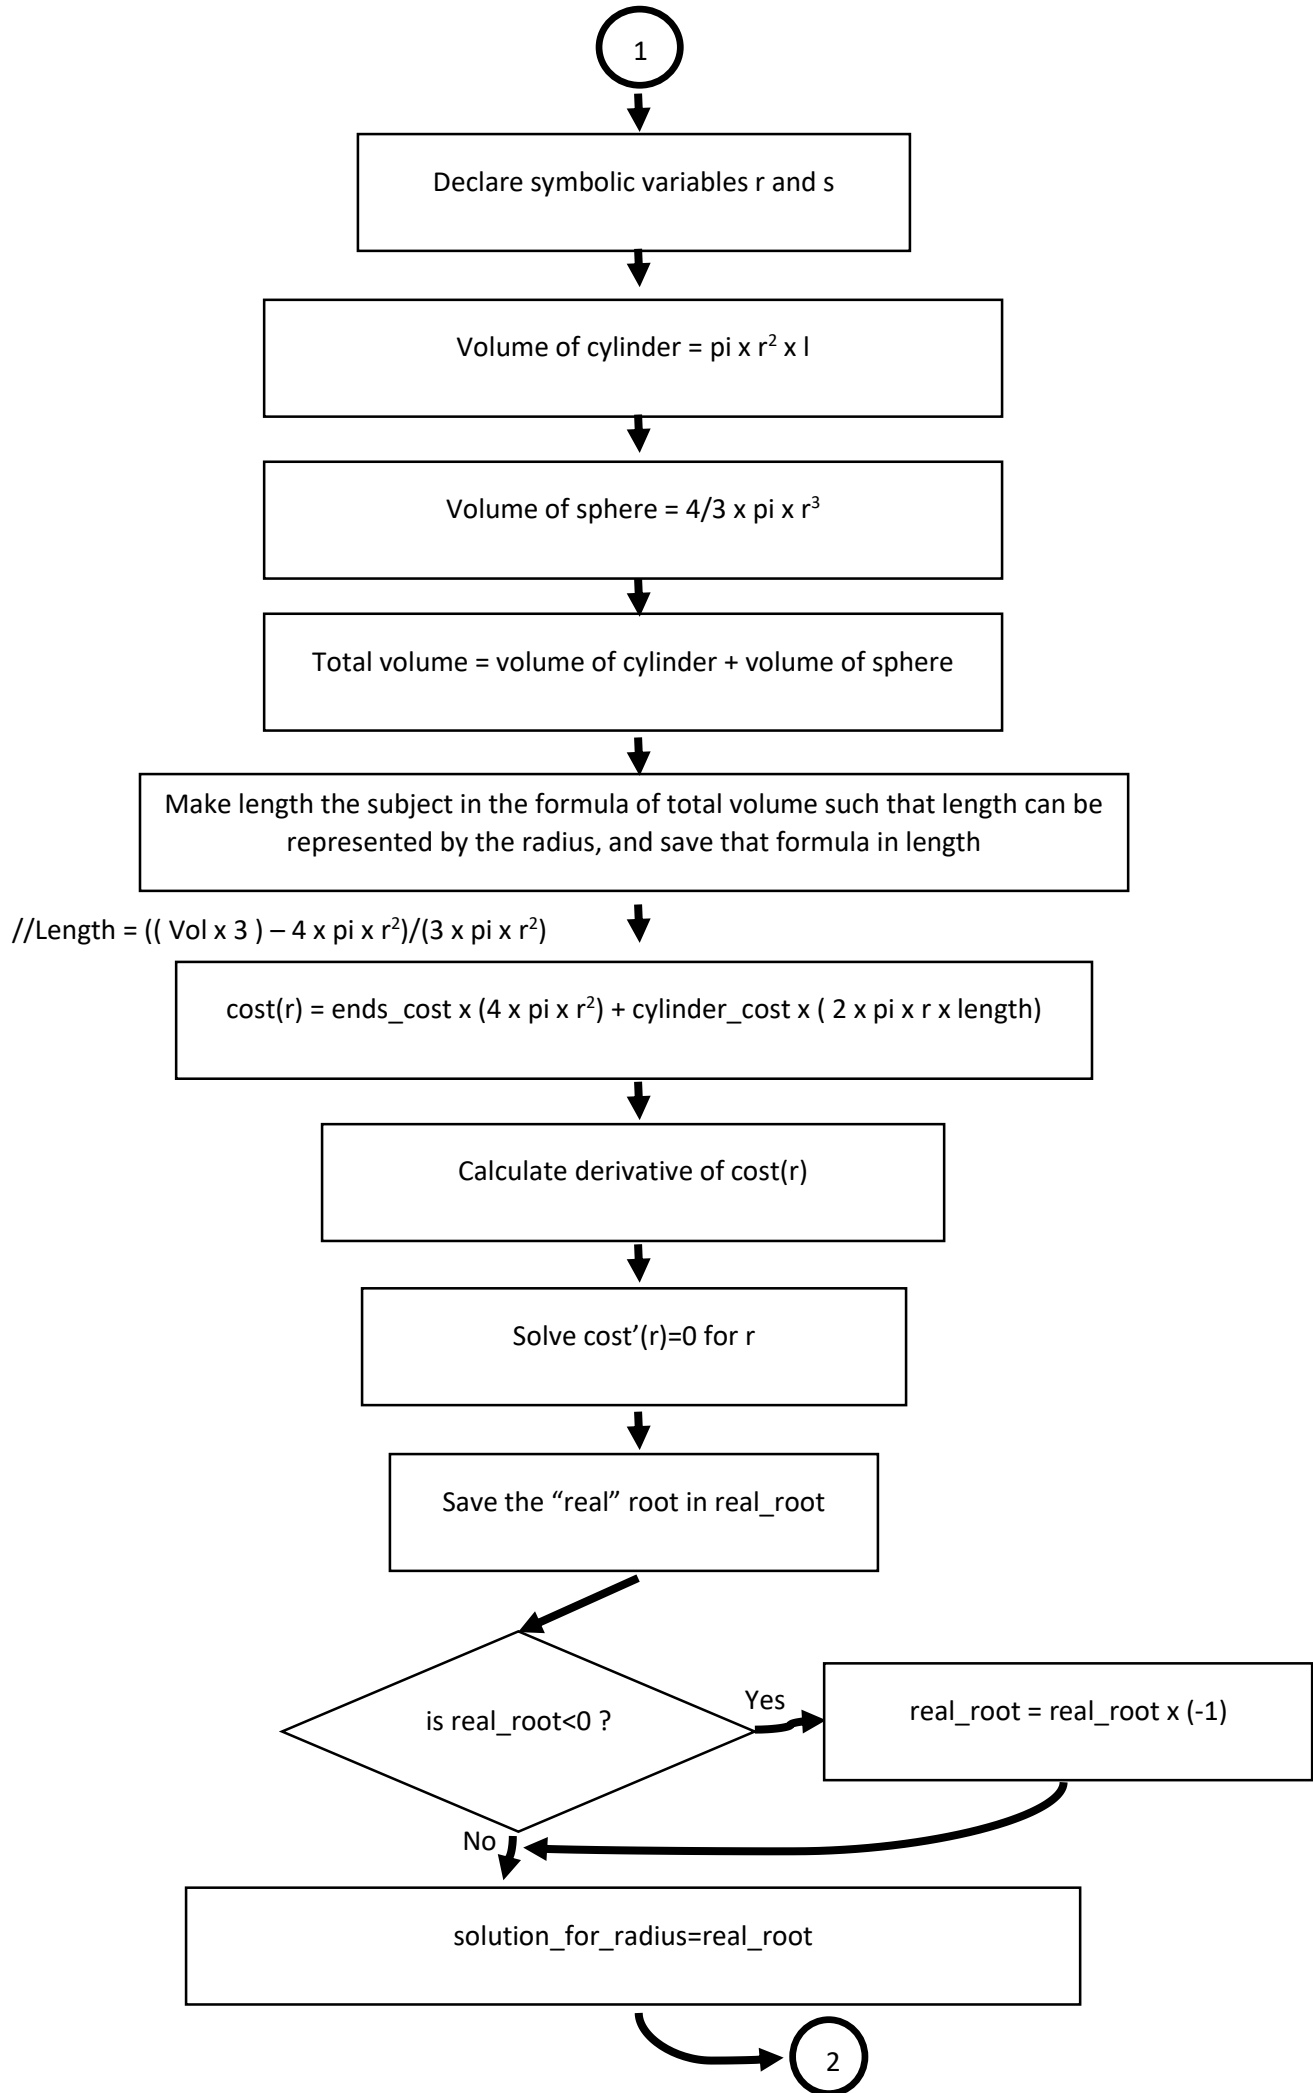 1
Declare symbolic variables r and s
Volume of cylinder = pi x r² x l
Volume of sphere = 4/3 x pi x r³
Total volume = volume of cylinder + volume of sphere
Make length the subject in the formula of total volume such that length can be
represented by the radius, and save that formula in length
//Length = (( Vol x 3 ) – 4 x pi x r²)/(3 x pi x r²)
cost(r) = ends_cost x (4 x pi x r²) + cylinder_cost x ( 2 x pi x r x length)
Calculate derivative of cost(r)
Solve cost’(r)=0 for r
Save the “real” root in real_root
is real_root<0 ?
Yes
real_root = real_root x (-1)
No
solution_for_radius=real_root
2